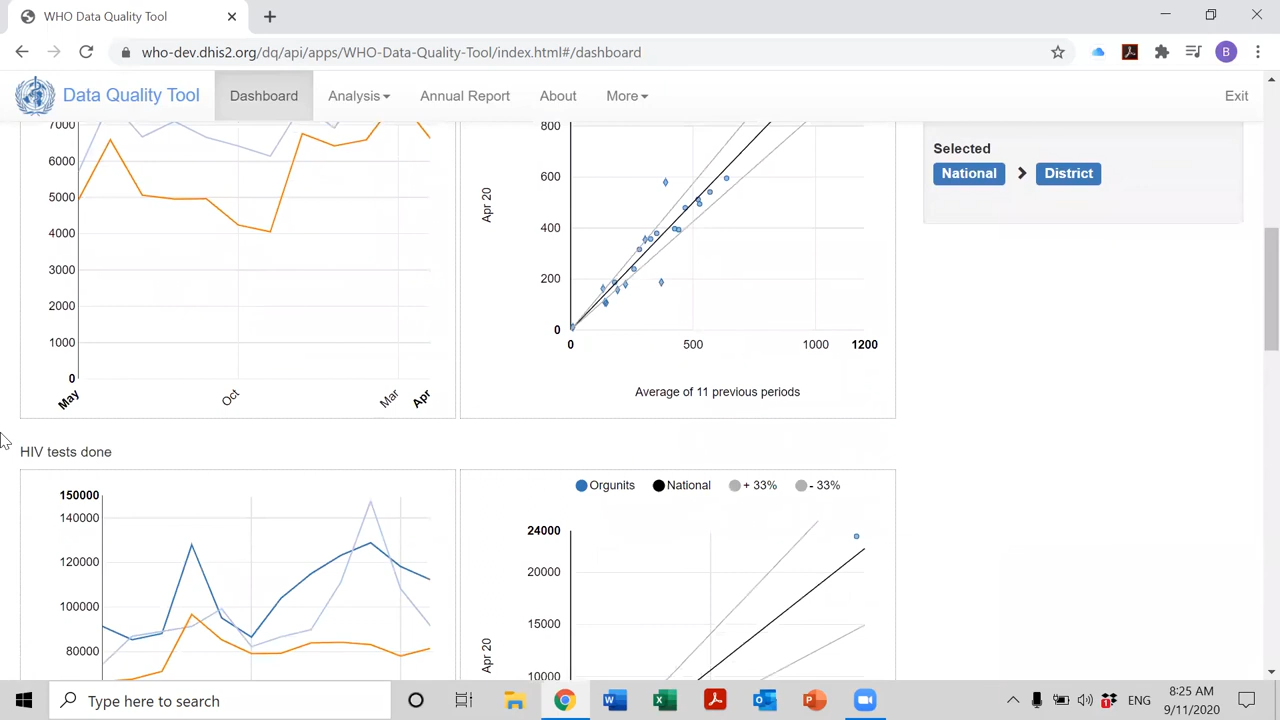 WHO Data Quality Tool
who-dev.dhis2.org/dq/api/apps/WHO-Data-Quality-Tool/index.html#/dashboard
B
Data Quality Tool
Dashboard
Analysis
Annual Report
About
More
Exit
7000
6000
5000
4000
3000
2000
1000
0
May
Oct
Mar
Apr
800
600
400
200
0
Apr 20
0
500
1000
1200
Average of 11 previous periods
Selected
National
District
HIV tests done
150000
140000
120000
100000
80000
Orgunits
National
+ 33%
- 33%
24000
20000
15000
10000
Apr 20
Type here to search
ENG
8:25 AM
9/11/2020